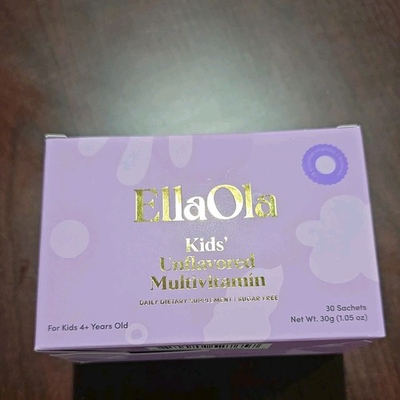 EllaOla
Kids'
Unflavored
Multivitamin
DAILY DIETARY SUPPLEMENT | SUGAR FREE
30 Sachets
For Kids 4+ Years Old
Net Wt. 30g (1.05 oz)